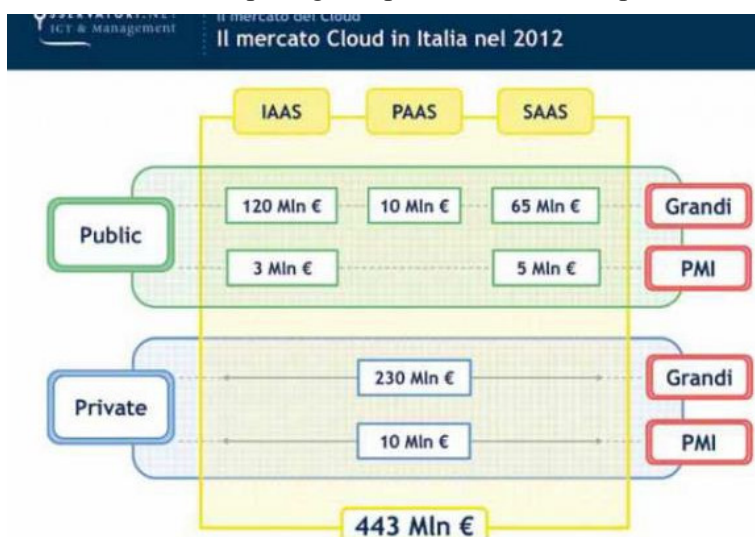 OSSERVATORI.NET
ICT & Management
Il mercato del Cloud
Il mercato Cloud in Italia nel 2012
IAAS
PAAS
SAAS
Public
120 Mln €
10 Mln €
65 Mln €
Grandi
3 Mln €
5 Mln €
PMI
Private
230 Mln €
Grandi
10 Mln €
PMI
443 Mln €